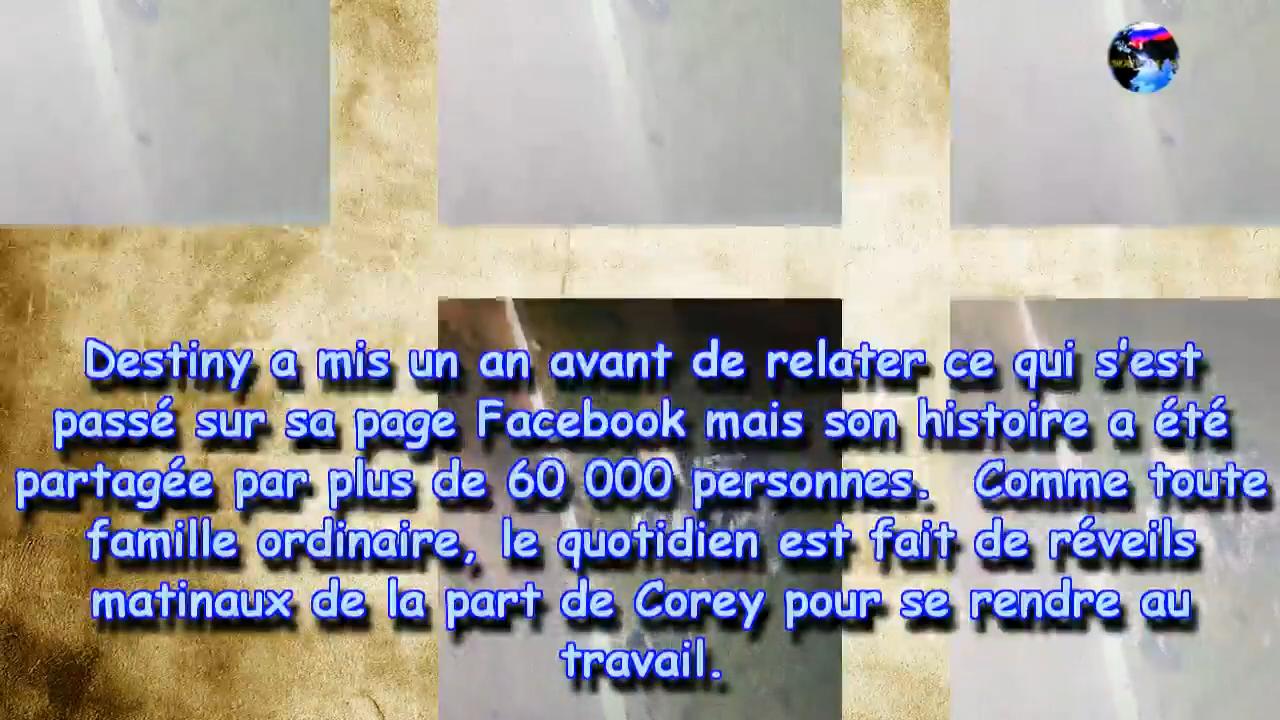 Destiny a mis un an avant de relater ce qui s'est
passé sur sa page Facebook mais son histoire a été
partagée par plus de 60 000 personnes.  Comme toute
famille ordinaire, le quotidien est fait de réveils
matinaux de la part de Corey pour se rendre au
travail.